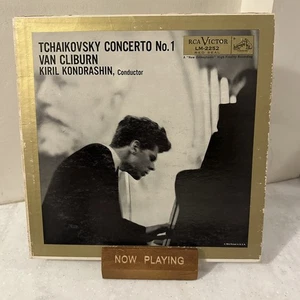 TCHAIKOVSKY CONCERTO No.1
VAN CLIBURN
KIRIL KONDRASHIN, Conductor
RCA VICTOR
LM-2252
NOW PLAYING